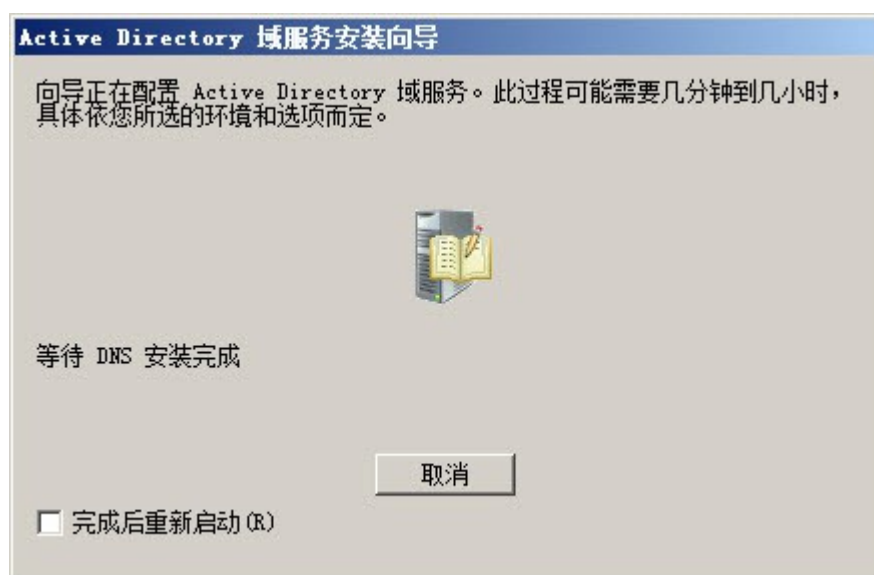 Active Directory 域服务安装向导
向导正在配置 Active Directory 域服务。此过程可能需要几分钟到几小时，
具体依您所选的环境和选项而定。
等待 DNS 安装完成
取消
完成后重新启动(R)